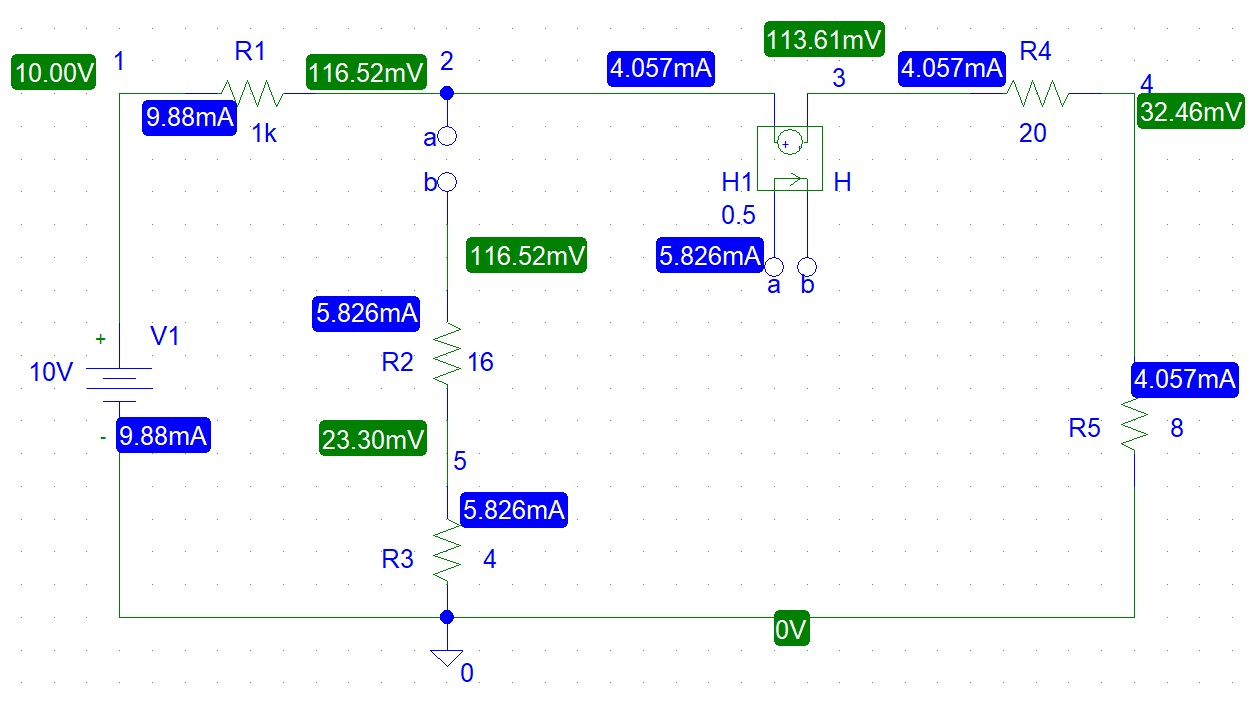 113.61mV
R1
R4
1
2
10.00V
116.52mV
4.057mA
4.057mA
3
4
9.88mA
1k
20
32.46mV
a
+
b
H1
H
0.5
116.52mV
5.826mA
a
b
5.826mA
+
V1
10V
R2
16
4.057mA
-
9.88mA
23.30mV
R5
8
5
5.826mA
R3
4
0V
0